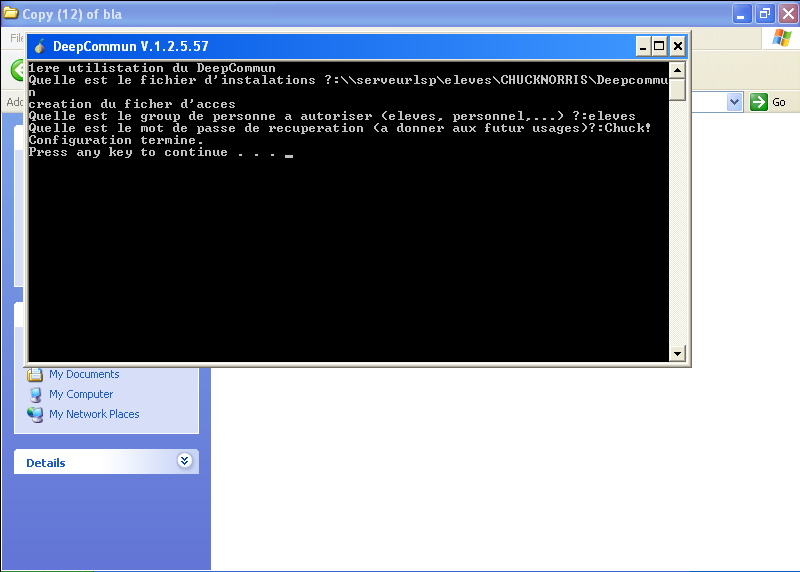 Copy (12) of bla
Fil
DeepCommun V.1.2.5.57
1ere utilistation du DeepCommun
Quelle est le fichier d'instalations ?:\\serveurlsp\eleves\CHUCKNORRIS\Deepcommu
n
creation du ficher d'acces
Quelle est le group de personne a autoriser (eleves, personnel,...) ?:eleves
Quelle est le mot de passe de recuperation (a donner aux futur usages)?:Chuck!
Configuration termine.
Press any key to continue . . . _
Add
Go
My Documents
My Computer
My Network Places
Details